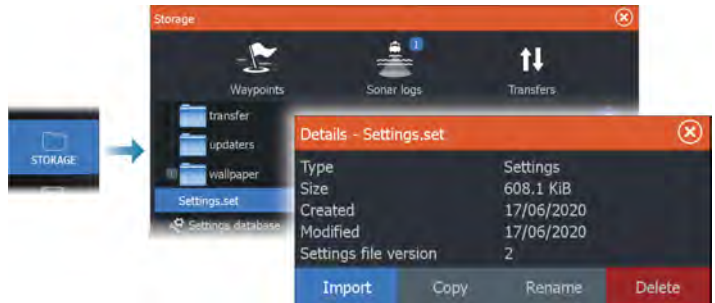 Storage
1
Waypoints Sonar logs Transfers
transfer
updaters
wallpaper
Settings.set
Settings database
STORAGE
Details - Settings.set
Type Settings
Size 608.1 KiB
Created 17/06/2020
Modified 17/06/2020
Settings file version 2
Import Copy Rename Delete